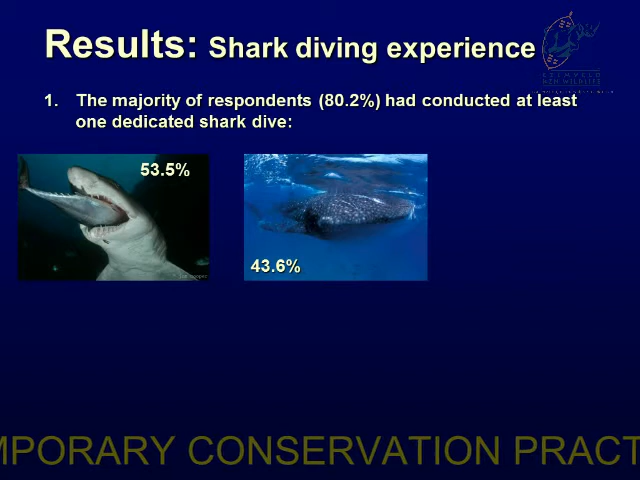 Results: Shark diving experience
1. The majority of respondents (80.2%) had conducted at least
one dedicated shark dive:
53.5%
43.6%
MPORARY CONSERVATION PRACT